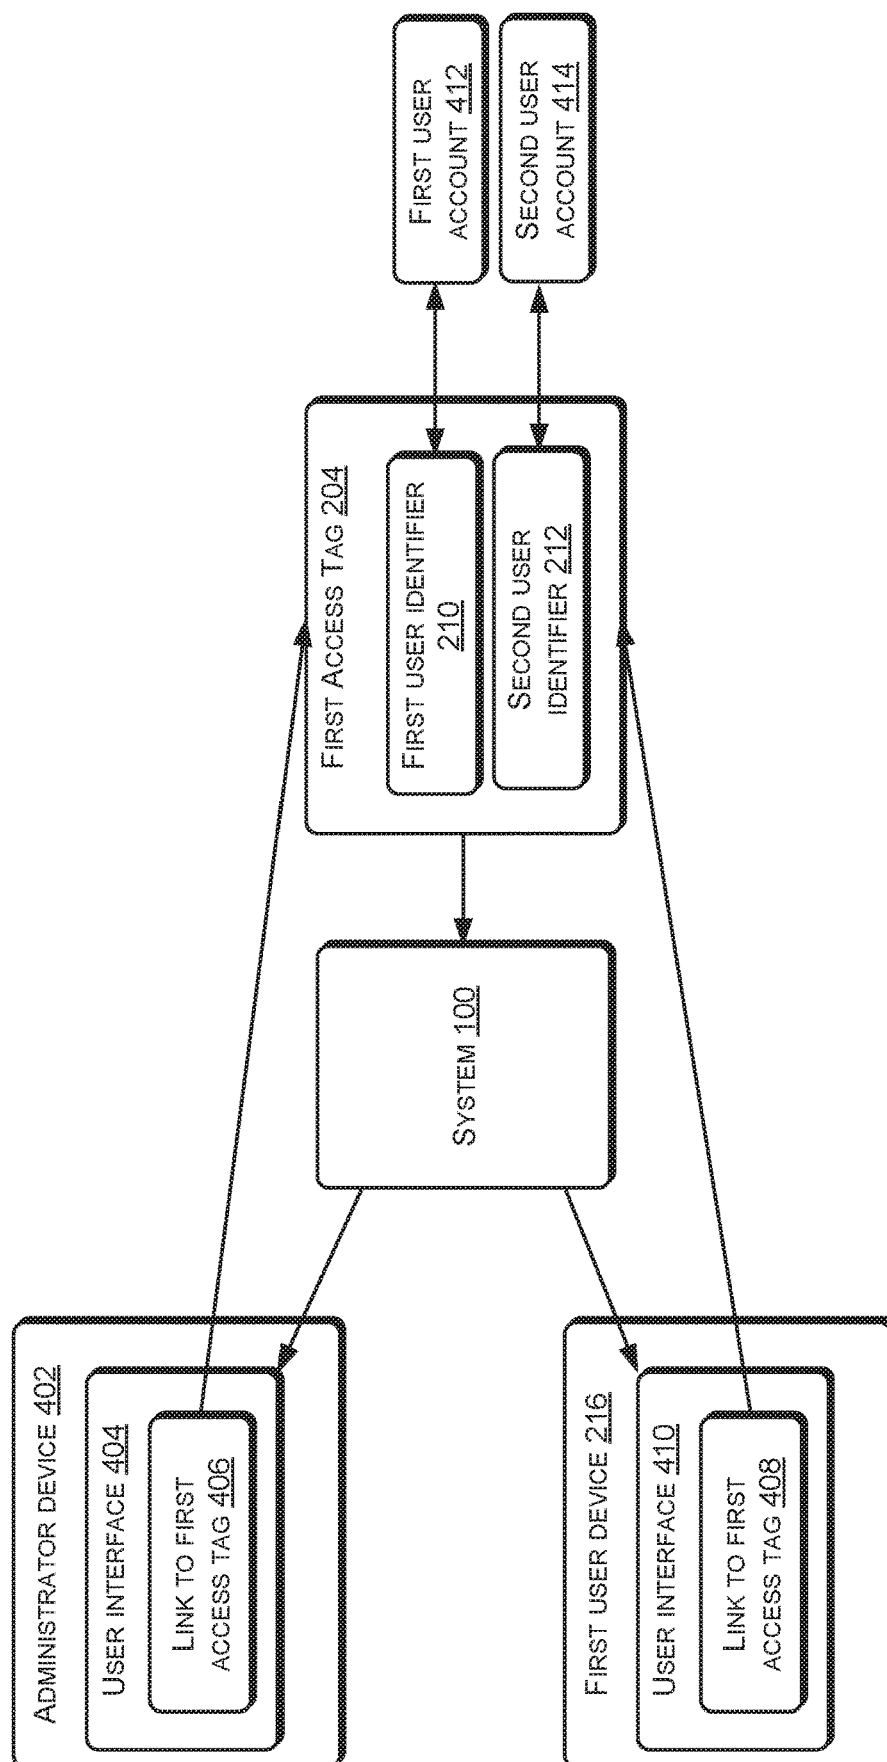 ADMINISTRATOR DEVICE 402
USER INTERFACE 404
LINK TO FIRST
ACCESS TAG 406
FIRST USER DEVICE 216
USER INTERFACE 410
LINK TO FIRST
ACCESS TAG 408
SYSTEM 100
FIRST ACCESS TAG 204
FIRST USER IDENTIFIER
210
SECOND USER
IDENTIFIER 212
FIRST USER
ACCOUNT 412
SECOND USER
ACCOUNT 414